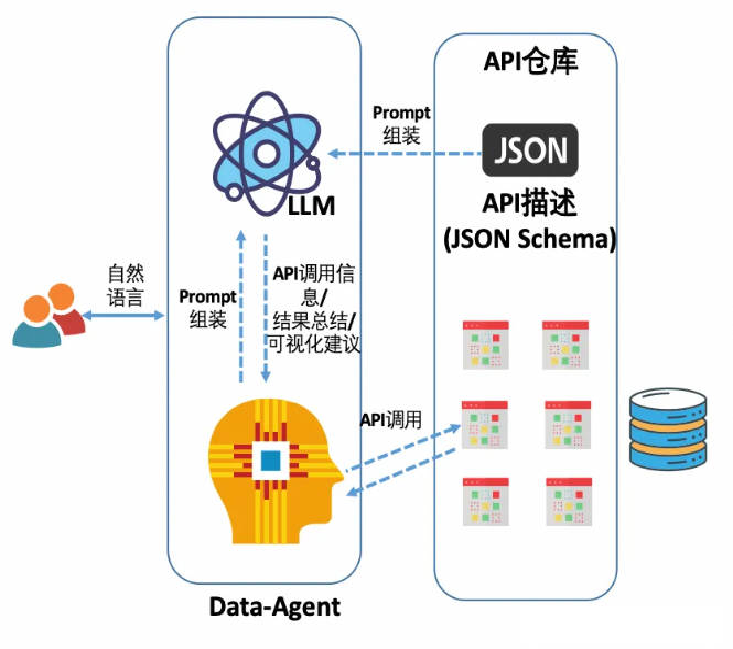 API仓库
Prompt
组装
JSON
LLM
API描述
(JSON Schema)
自然
语言
Prompt
组装
API调用信
息/
结果总结/
可视化建议
API调用
Data-Agent